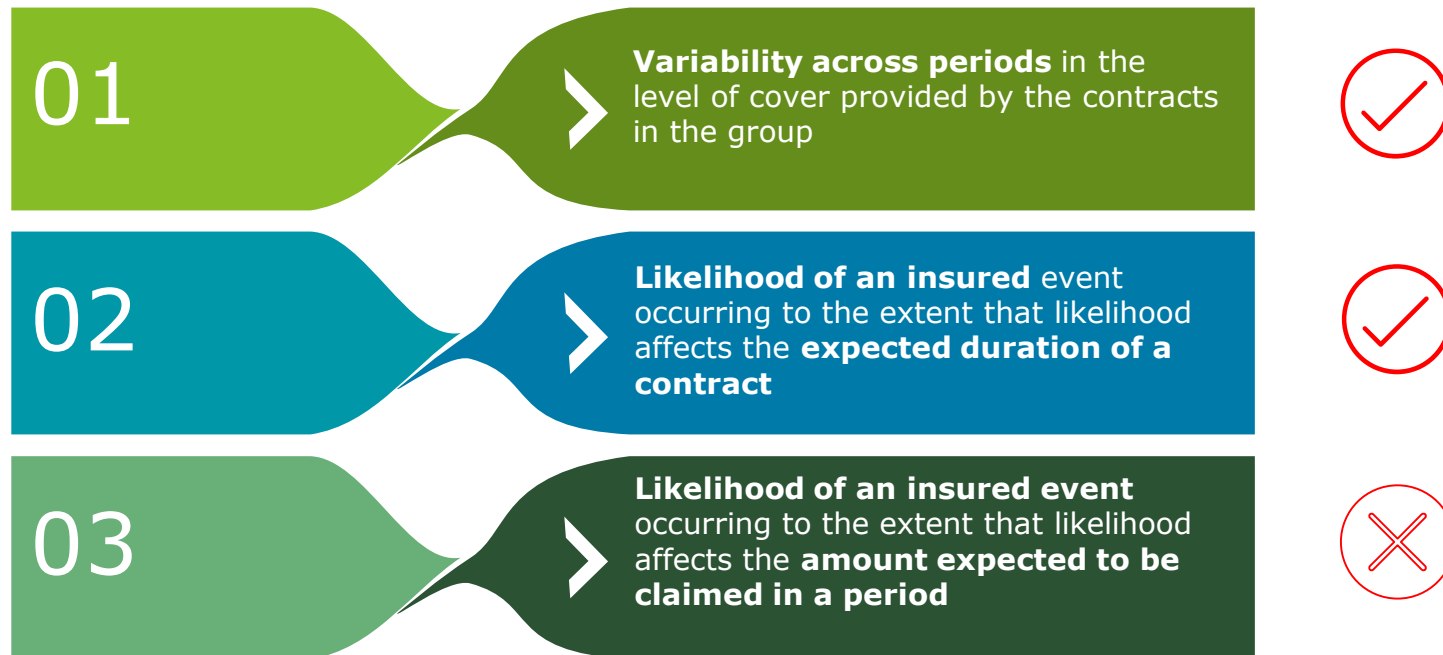 01
Variability across periods in the
level of cover provided by the contracts
in the group
02
Likelihood of an insured event
occurring to the extent that likelihood
affects the expected duration of a
contract
03
Likelihood of an insured event
occurring to the extent that likelihood
affects the amount expected to be
claimed in a period